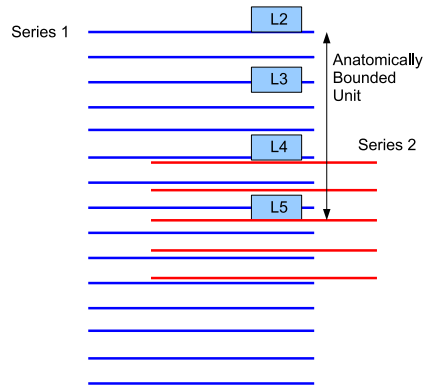 L2
Series 1
Anatomically
Bounded
Unit
L3
L4
Series 2
L5